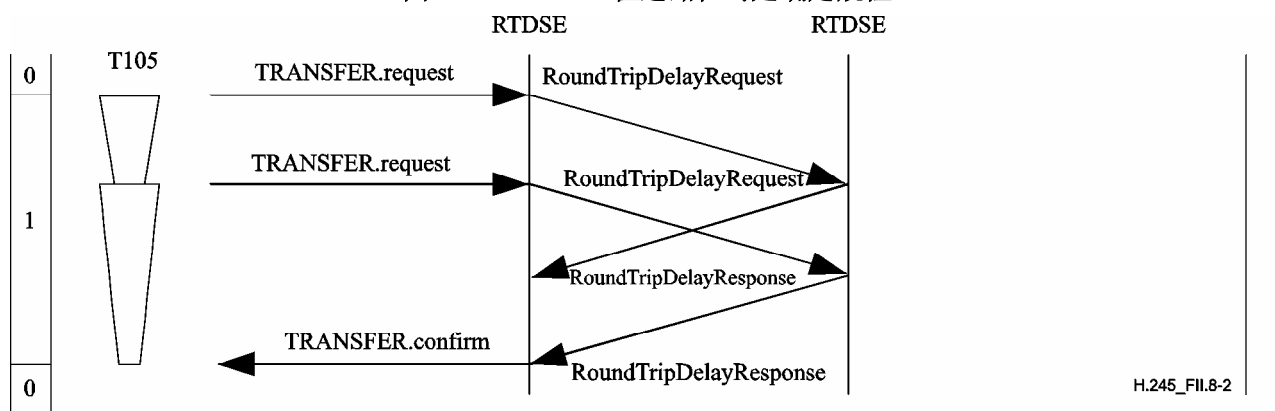 RTDSE RTDSE
0 T105 TRANSFER.request RoundTripDelayRequest
TRANSFER.request RoundTripDelayRequest
1
RoundTripDelayResponse
TRANSFER.confirm
RoundTripDelayResponse
0
H.245_FII.8-2